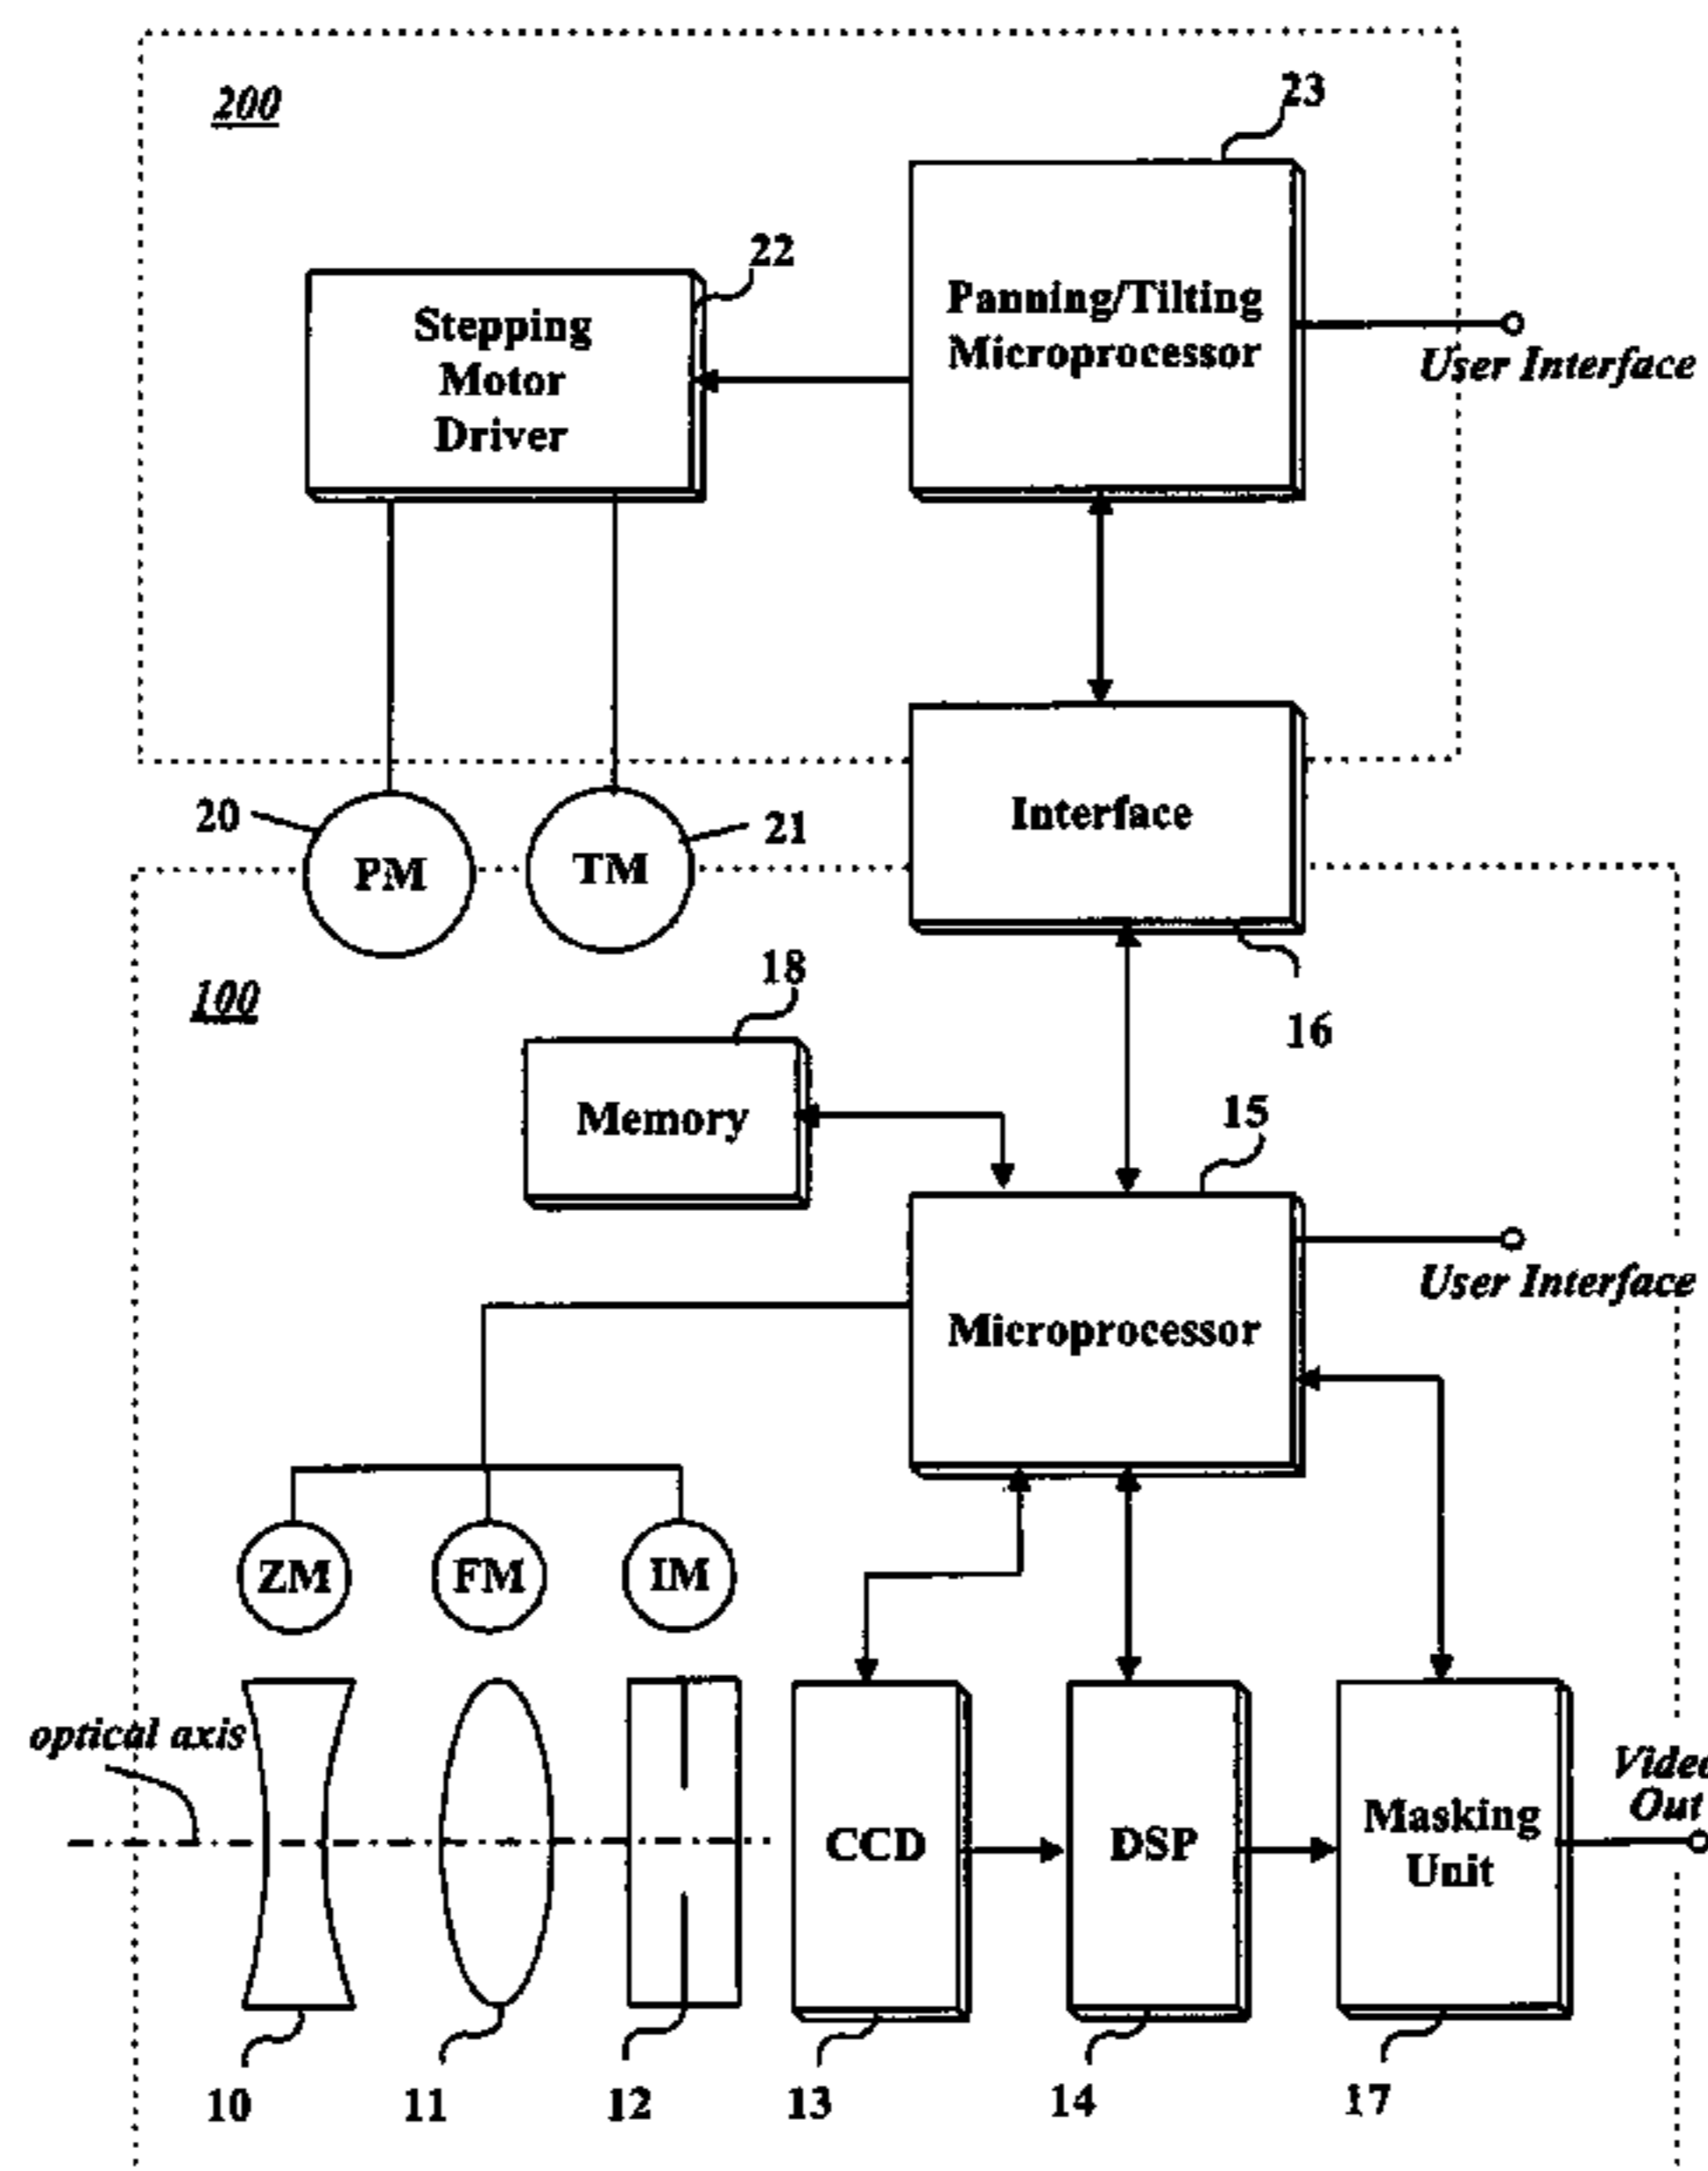 200
23
22
Stepping
Motor
Driver
Panning/Tilting
Microprocessor
User Interface
20
PM
TM
21
Interface
16
100
18
Memory
15
Microprocessor
User Interface
ZM
FM
IM
optical axis
CCD
DSP
Masking
Unit
Video
Out
10
11
12
13
14
17